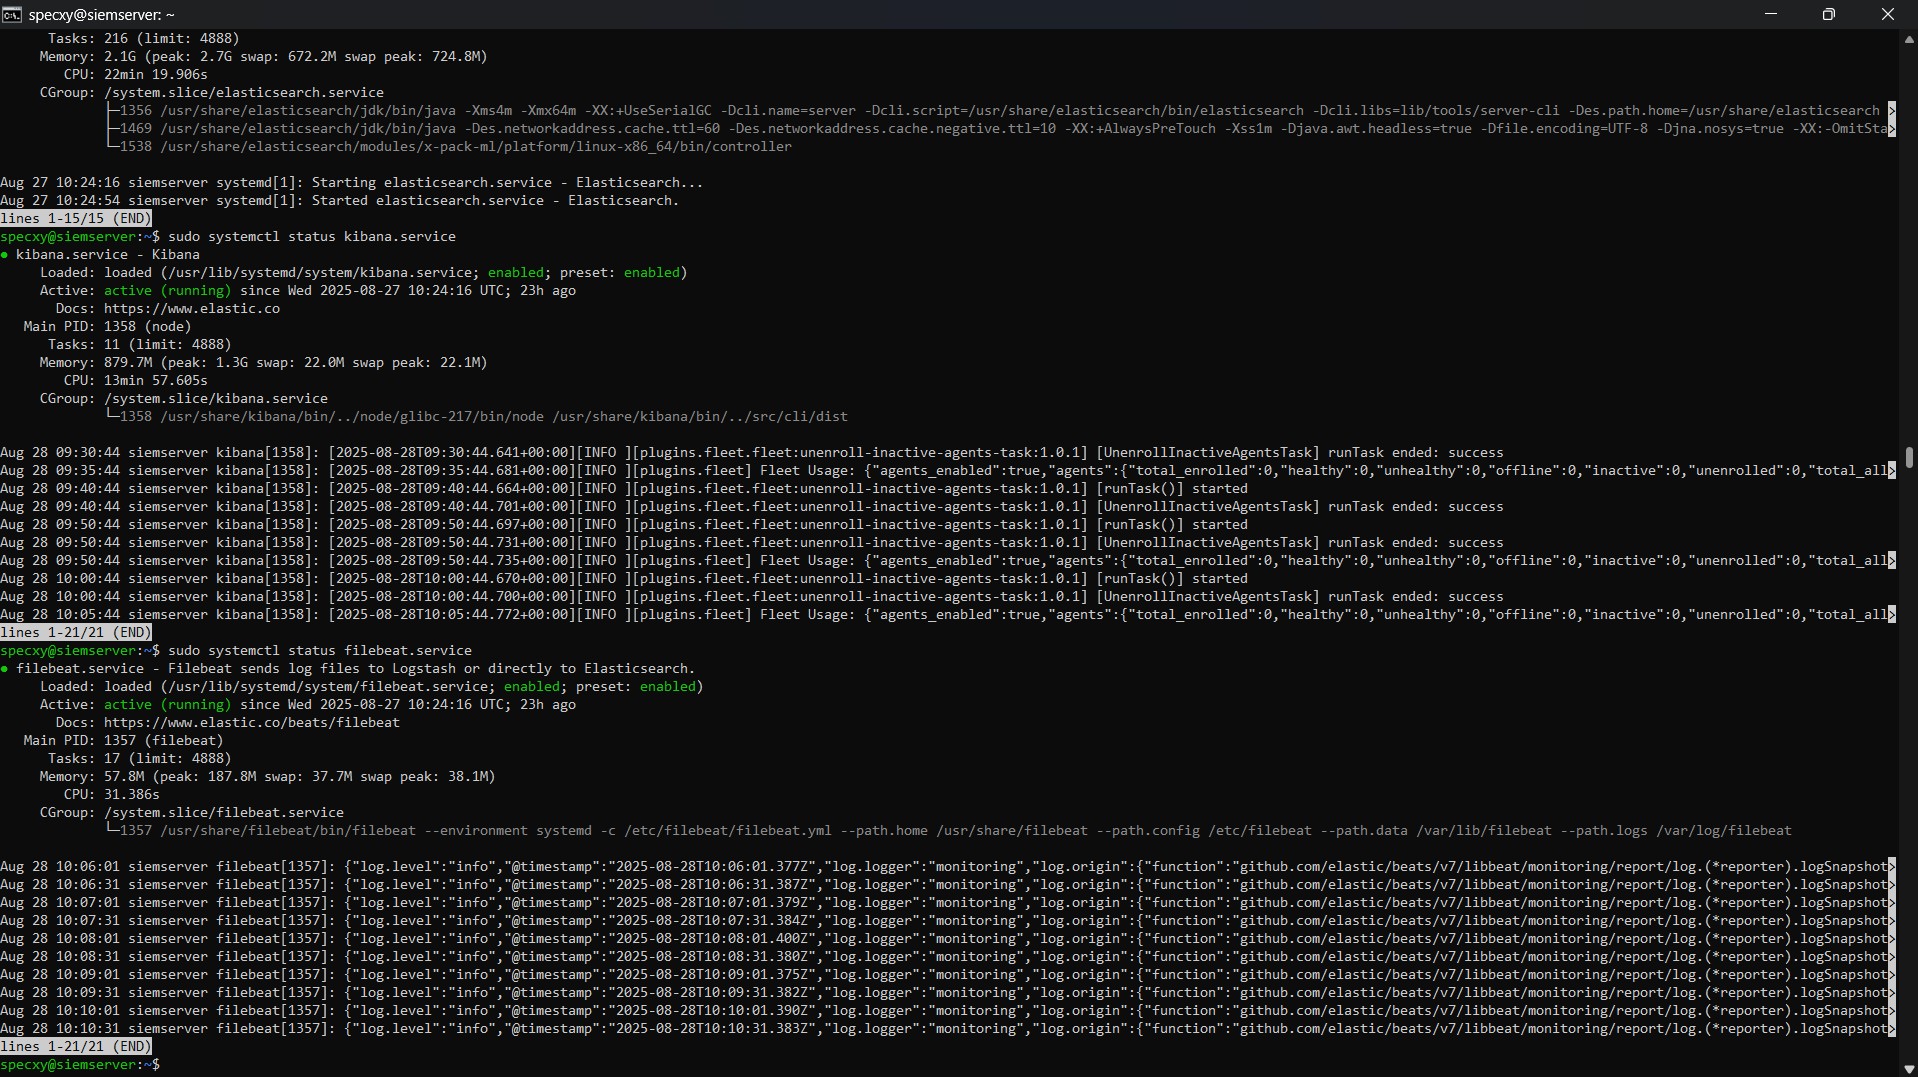 specxy@siemserver: ~
Tasks: 216 (limit: 4888)
Memory: 2.1G (peak: 2.7G swap: 672.2M swap peak: 724.8M)
CPU: 22min 19.906s
CGroup: /system.slice/elasticsearch.service
├─1356 /usr/share/elasticsearch/jdk/bin/java -Xms4m -Xmx64m -XX:+UseSerialGC -Dcli.name=server -Dcli.script=/usr/share/elasticsearch/bin/elasticsearch -Dcli.libs=lib/tools/server-cli -Des.path.home=/usr/share/elasticsearch >
├─1469 /usr/share/elasticsearch/jdk/bin/java -Des.networkaddress.cache.ttl=60 -Des.networkaddress.cache.negative.ttl=10 -XX:+AlwaysPreTouch -Xss1m -Djava.awt.headless=true -Dfile.encoding=UTF-8 -Djna.nosys=true -XX:-OmitSta>
└─1538 /usr/share/elasticsearch/modules/x-pack-ml/platform/linux-x86_64/bin/controller
Aug 27 10:24:16 siemserver systemd[1]: Starting elasticsearch.service - Elasticsearch...
Aug 27 10:24:54 siemserver systemd[1]: Started elasticsearch.service - Elasticsearch.
lines 1-15/15 (END)
specxy@siemserver:~$ sudo systemctl status kibana.service
● kibana.service - Kibana
Loaded: loaded (/usr/lib/systemd/system/kibana.service; enabled; preset: enabled)
Active: active (running) since Wed 2025-08-27 10:24:16 UTC; 23h ago
Docs: https://www.elastic.co
Main PID: 1358 (node)
Tasks: 11 (limit: 4888)
Memory: 879.7M (peak: 1.3G swap: 22.0M swap peak: 22.1M)
CPU: 13min 57.605s
CGroup: /system.slice/kibana.service
└─1358 /usr/share/kibana/bin/../node/glibc-217/bin/node /usr/share/kibana/bin/../src/cli/dist
Aug 28 09:30:44 siemserver kibana[1358]: [2025-08-28T09:30:44.641+00:00][INFO ][plugins.fleet.fleet:unenroll-inactive-agents-task:1.0.1] [UnenrollInactiveAgentsTask] runTask ended: success
Aug 28 09:35:44 siemserver kibana[1358]: [2025-08-28T09:35:44.681+00:00][INFO ][plugins.fleet] Fleet Usage: {"agents_enabled":true,"agents":{"total_enrolled":0,"healthy":0,"unhealthy":0,"offline":0,"inactive":0,"unenrolled":0,"total_all>
Aug 28 09:40:44 siemserver kibana[1358]: [2025-08-28T09:40:44.664+00:00][INFO ][plugins.fleet.fleet:unenroll-inactive-agents-task:1.0.1] [runTask()] started
Aug 28 09:40:44 siemserver kibana[1358]: [2025-08-28T09:40:44.701+00:00][INFO ][plugins.fleet.fleet:unenroll-inactive-agents-task:1.0.1] [UnenrollInactiveAgentsTask] runTask ended: success
Aug 28 09:50:44 siemserver kibana[1358]: [2025-08-28T09:50:44.697+00:00][INFO ][plugins.fleet.fleet:unenroll-inactive-agents-task:1.0.1] [runTask()] started
Aug 28 09:50:44 siemserver kibana[1358]: [2025-08-28T09:50:44.731+00:00][INFO ][plugins.fleet.fleet:unenroll-inactive-agents-task:1.0.1] [UnenrollInactiveAgentsTask] runTask ended: success
Aug 28 09:50:44 siemserver kibana[1358]: [2025-08-28T09:50:44.735+00:00][INFO ][plugins.fleet] Fleet Usage: {"agents_enabled":true,"agents":{"total_enrolled":0,"healthy":0,"unhealthy":0,"offline":0,"inactive":0,"unenrolled":0,"total_all>
Aug 28 10:00:44 siemserver kibana[1358]: [2025-08-28T10:00:44.670+00:00][INFO ][plugins.fleet.fleet:unenroll-inactive-agents-task:1.0.1] [runTask()] started
Aug 28 10:00:44 siemserver kibana[1358]: [2025-08-28T10:00:44.700+00:00][INFO ][plugins.fleet.fleet:unenroll-inactive-agents-task:1.0.1] [UnenrollInactiveAgentsTask] runTask ended: success
Aug 28 10:05:44 siemserver kibana[1358]: [2025-08-28T10:05:44.772+00:00][INFO ][plugins.fleet] Fleet Usage: {"agents_enabled":true,"agents":{"total_enrolled":0,"healthy":0,"unhealthy":0,"offline":0,"inactive":0,"unenrolled":0,"total_all>
lines 1-21/21 (END)
specxy@siemserver:~$ sudo systemctl status filebeat.service
● filebeat.service - Filebeat sends log files to Logstash or directly to Elasticsearch.
Loaded: loaded (/usr/lib/systemd/system/filebeat.service; enabled; preset: enabled)
Active: active (running) since Wed 2025-08-27 10:24:16 UTC; 23h ago
Docs: https://www.elastic.co/beats/filebeat
Main PID: 1357 (filebeat)
Tasks: 17 (limit: 4888)
Memory: 57.8M (peak: 187.8M swap: 37.7M swap peak: 38.1M)
CPU: 31.386s
CGroup: /system.slice/filebeat.service
└─1357 /usr/share/filebeat/bin/filebeat --environment systemd -c /etc/filebeat/filebeat.yml --path.home /usr/share/filebeat --path.config /etc/filebeat --path.data /var/lib/filebeat --path.logs /var/log/filebeat
Aug 28 10:06:01 siemserver filebeat[1357]: {"log.level":"info","@timestamp":"2025-08-28T10:06:01.377Z","log.logger":"monitoring","log.origin":{"function":"github.com/elastic/beats/v7/libbeat/monitoring/report/log.(*reporter).logSnapshot>
Aug 28 10:06:31 siemserver filebeat[1357]: {"log.level":"info","@timestamp":"2025-08-28T10:06:31.387Z","log.logger":"monitoring","log.origin":{"function":"github.com/elastic/beats/v7/libbeat/monitoring/report/log.(*reporter).logSnapshot>
Aug 28 10:07:01 siemserver filebeat[1357]: {"log.level":"info","@timestamp":"2025-08-28T10:07:01.379Z","log.logger":"monitoring","log.origin":{"function":"github.com/elastic/beats/v7/libbeat/monitoring/report/log.(*reporter).logSnapshot>
Aug 28 10:07:31 siemserver filebeat[1357]: {"log.level":"info","@timestamp":"2025-08-28T10:07:31.384Z","log.logger":"monitoring","log.origin":{"function":"github.com/elastic/beats/v7/libbeat/monitoring/report/log.(*reporter).logSnapshot>
Aug 28 10:08:01 siemserver filebeat[1357]: {"log.level":"info","@timestamp":"2025-08-28T10:08:01.400Z","log.logger":"monitoring","log.origin":{"function":"github.com/elastic/beats/v7/libbeat/monitoring/report/log.(*reporter).logSnapshot>
Aug 28 10:08:31 siemserver filebeat[1357]: {"log.level":"info","@timestamp":"2025-08-28T10:08:31.380Z","log.logger":"monitoring","log.origin":{"function":"github.com/elastic/beats/v7/libbeat/monitoring/report/log.(*reporter).logSnapshot>
Aug 28 10:09:01 siemserver filebeat[1357]: {"log.level":"info","@timestamp":"2025-08-28T10:09:01.375Z","log.logger":"monitoring","log.origin":{"function":"github.com/elastic/beats/v7/libbeat/monitoring/report/log.(*reporter).logSnapshot>
Aug 28 10:09:31 siemserver filebeat[1357]: {"log.level":"info","@timestamp":"2025-08-28T10:09:31.382Z","log.logger":"monitoring","log.origin":{"function":"github.com/elastic/beats/v7/libbeat/monitoring/report/log.(*reporter).logSnapshot>
Aug 28 10:10:01 siemserver filebeat[1357]: {"log.level":"info","@timestamp":"2025-08-28T10:10:01.390Z","log.logger":"monitoring","log.origin":{"function":"github.com/elastic/beats/v7/libbeat/monitoring/report/log.(*reporter).logSnapshot>
Aug 28 10:10:31 siemserver filebeat[1357]: {"log.level":"info","@timestamp":"2025-08-28T10:10:31.383Z","log.logger":"monitoring","log.origin":{"function":"github.com/elastic/beats/v7/libbeat/monitoring/report/log.(*reporter).logSnapshot>
lines 1-21/21 (END)
specxy@siemserver:~$